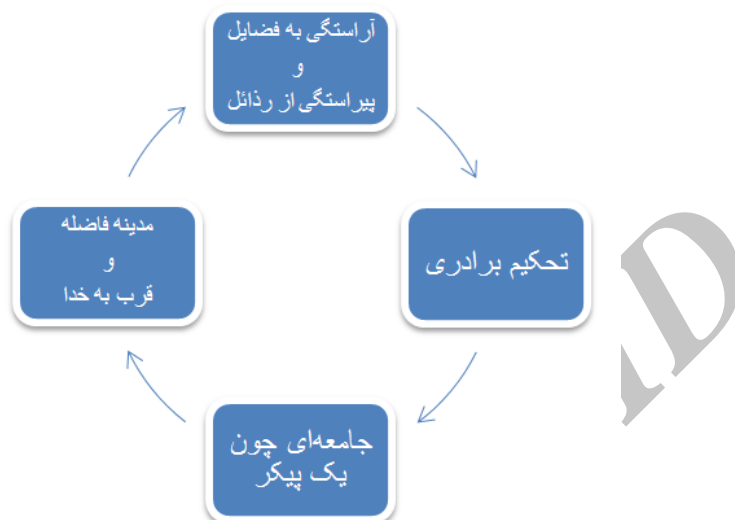 آراستگی به فضایل
و
پیراستگی از رذائل
تحکیم برادری
جامعه‌ای چون
یک پیکر
مدینه فاضله
و
قرب به خدا